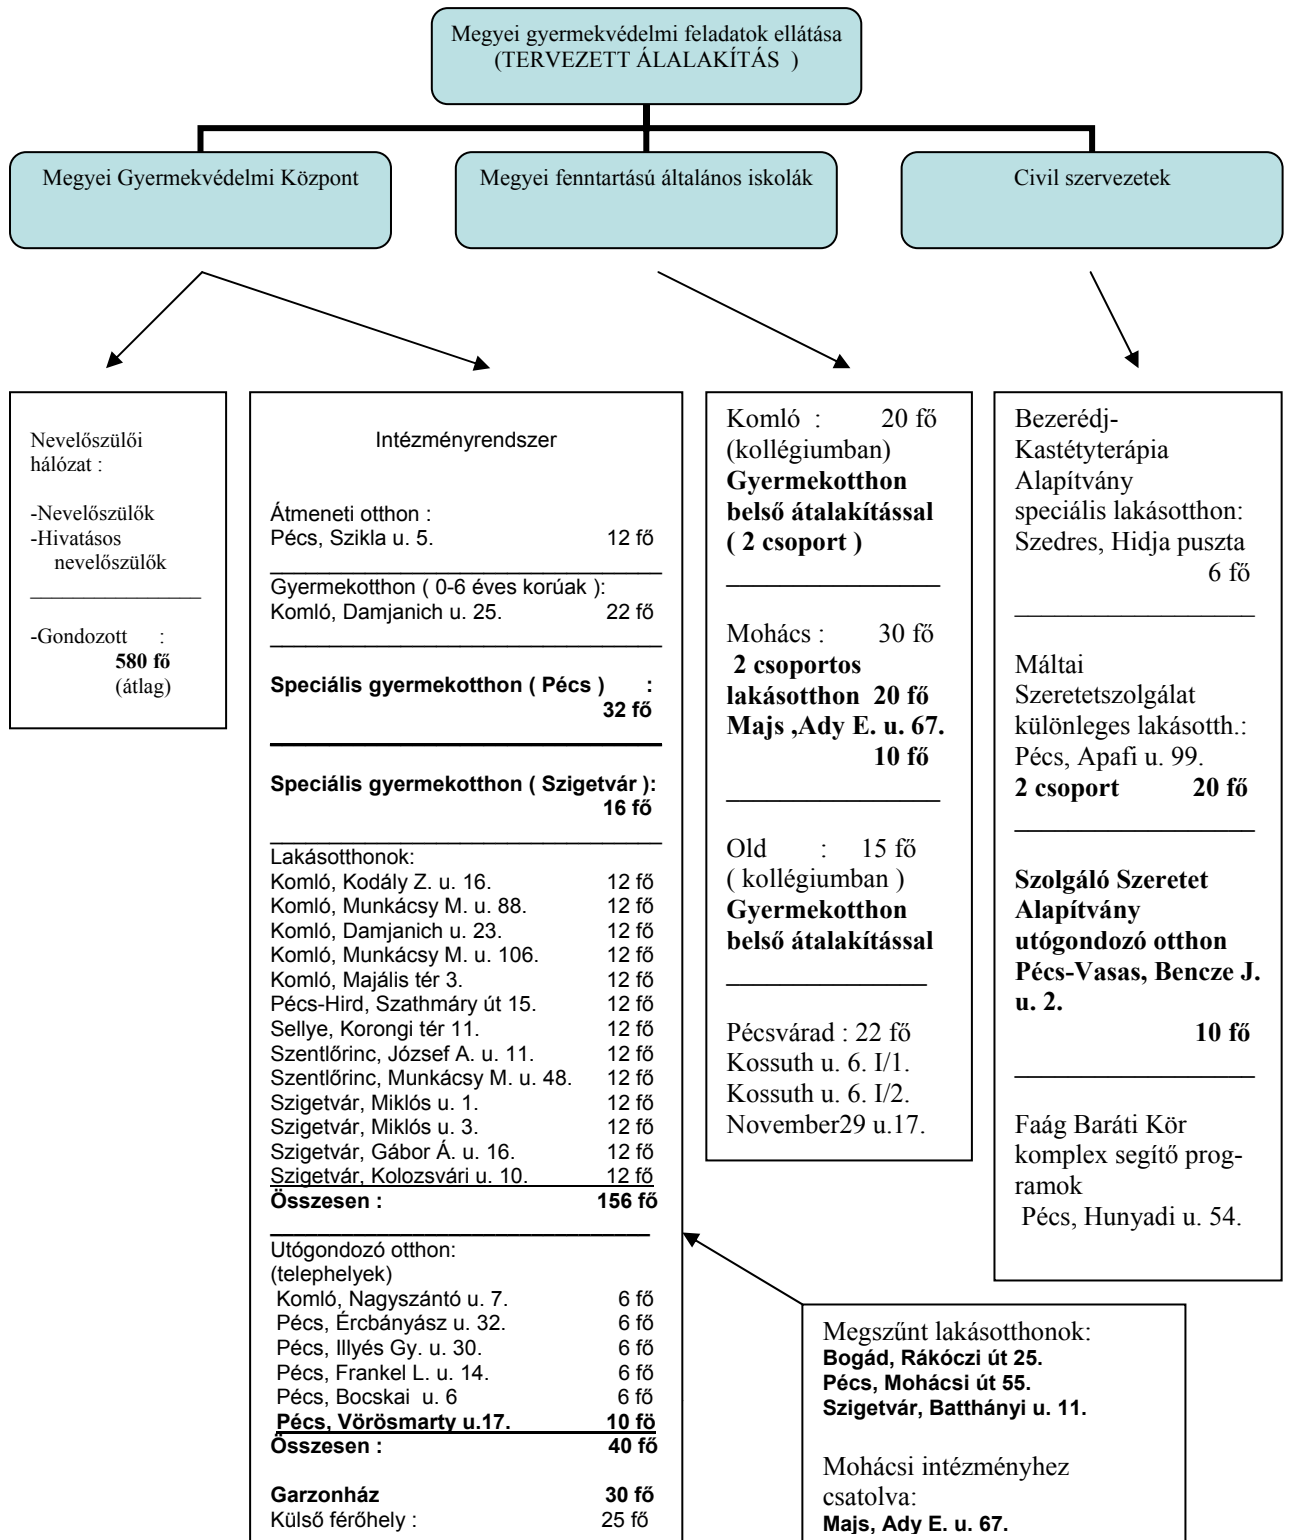 Megyei gyermekvédelmi feladatok ellátása
(TERVEZETT ÁLALAKÍTÁS )
Megyei Gyermekvédelmi Központ
Megyei fenntartású általános iskolák
Civil szervezetek
Nevelőszülői
hálózat :
-Nevelőszülők
-Hivatásos
nevelőszülők
-Gondozott :
580 fő
(átlag)
Intézményrendszer
Átmeneti otthon :
Pécs, Szikla u. 5. 12 fő
Gyermekotthon ( 0-6 éves korúak ):
Komló, Damjanich u. 25. 22 fő
Speciális gyermekotthon ( Pécs ) :
32 fő
Speciális gyermekotthon ( Szigetvár ):
16 fő
Lakásotthonok:
Komló, Kodály Z. u. 16. 12 fő
Komló, Munkácsy M. u. 88. 12 fő
Komló, Damjanich u. 23. 12 fő
Komló, Munkácsy M. u. 106. 12 fő
Komló, Majális tér 3. 12 fő
Pécs-Hird, Szathmáry út 15. 12 fő
Sellye, Korongi tér 11. 12 fő
Szentlőrinc, József A. u. 11. 12 fő
Szentlőrinc, Munkácsy M. u. 48. 12 fő
Szigetvár, Miklós u. 1. 12 fő
Szigetvár, Miklós u. 3. 12 fő
Szigetvár, Gábor Á. u. 16. 12 fő
Szigetvár, Kolozsvári u. 10. 12 fő
Összesen : 156 fő
Utógondozó otthon:
(telephelyek)
Komló, Nagyszántó u. 7. 6 fő
Pécs, Ércbányász u. 32. 6 fő
Pécs, Illyés Gy. u. 30. 6 fő
Pécs, Frankel L. u. 14. 6 fő
Pécs, Bocskai u. 6 6 fő
Pécs, Vörösmarty u.17. 10 fö
Összesen : 40 fő
Garzonház 30 fő
Külső férőhely : 25 fő
Komló : 20 fő
(kollégiumban)
Gyermekotthon
belső átalakítással
( 2 csoport )
Mohács : 30 fő
2 csoportos
lakásotthon 20 fő
Majs ,Ady E. u. 67.
10 fő
Old : 15 fő
( kollégiumban )
Gyermekotthon
belső átalakítással
Pécsvárad : 22 fő
Kossuth u. 6. I/1.
Kossuth u. 6. I/2.
November29 u.17.
Bezerédj-
Kastétyterápia
Alapítvány
speciális lakásotthon:
Szedres, Hidja puszta
6 fő
Máltai
Szeretetszolgálat
különleges lakásotth.:
Pécs, Apafi u. 99.
2 csoport 20 fő
Szolgáló Szeretet
Alapítvány
utógondozó otthon
Pécs-Vasas, Bencze J.
u. 2.
10 fő
Faág Baráti Kör
komplex segítő prog-
ramok
Pécs, Hunyadi u. 54.
Megszűnt lakásotthonok:
Bogád, Rákóczi út 25.
Pécs, Mohácsi út 55.
Szigetvár, Batthányi u. 11.
Mohácsi intézményhez
csatolva:
Majs, Ady E. u. 67.